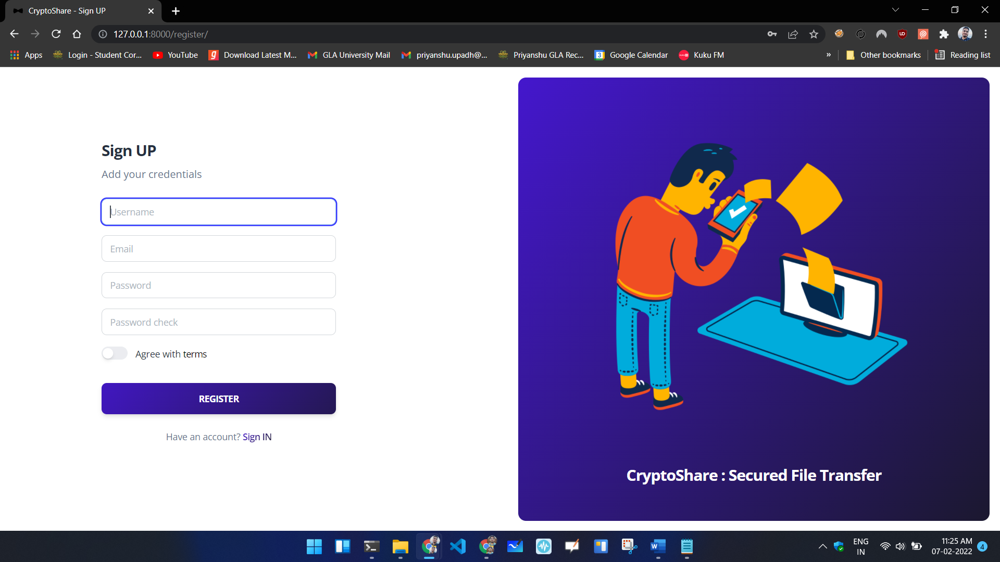 CryptoShare - Sign UP
127.0.0.1:8000/register/
Apps
Login - Student Cor...
YouTube
Download Latest M...
GLA University Mail
priyanshu.upadh@...
Priyanshu GLA Rec...
Google Calendar
Kuku FM
»
Other bookmarks
Reading list
Sign UP
Add your credentials
Username
Email
Password
Password check
Agree with terms
REGISTER
Have an account? Sign IN
CryptoShare : Secured File Transfer
ENG
IN
11:25 AM
07-02-2022
4